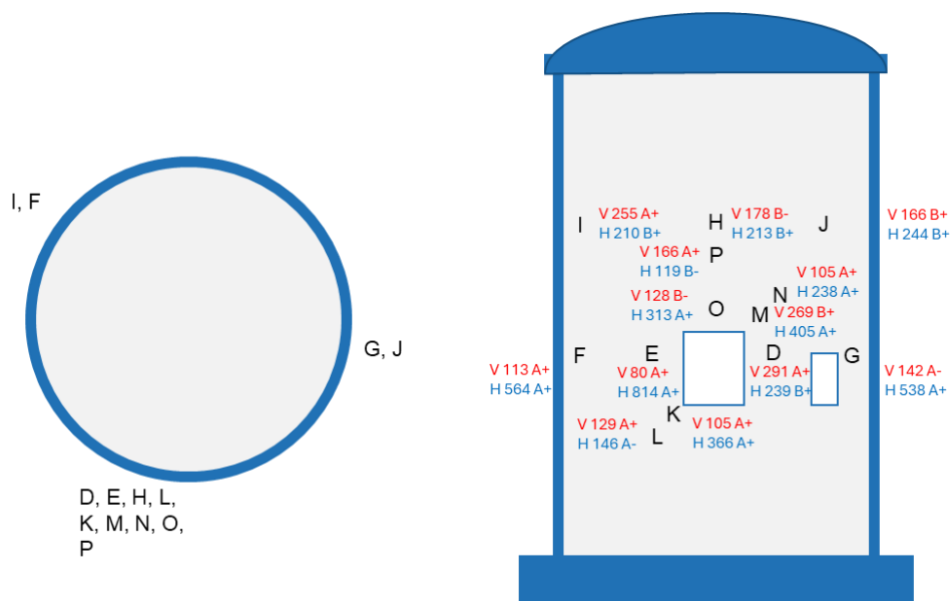 I, F
G, J
D, E, H, L,
K, M, N, O,
P
I
V 255 A+
H 210 B+
H
V 178 B-
H 213 B+
J
V 166 B+
H 244 B+
V 166 A+
H 119 B-
P
V 105 A+
H 238 A+
N
V 128 B-
H 313 A+
O
M
V 269 B+
H 405 A+
V 113 A+
H 564 A+
F
E
V 80 A+
H 814 A+
D
V 291 A+
H 239 B+
G
V 142 A-
H 538 A+
K
V 105 A+
H 366 A+
V 129 A+
H 146 A-
L